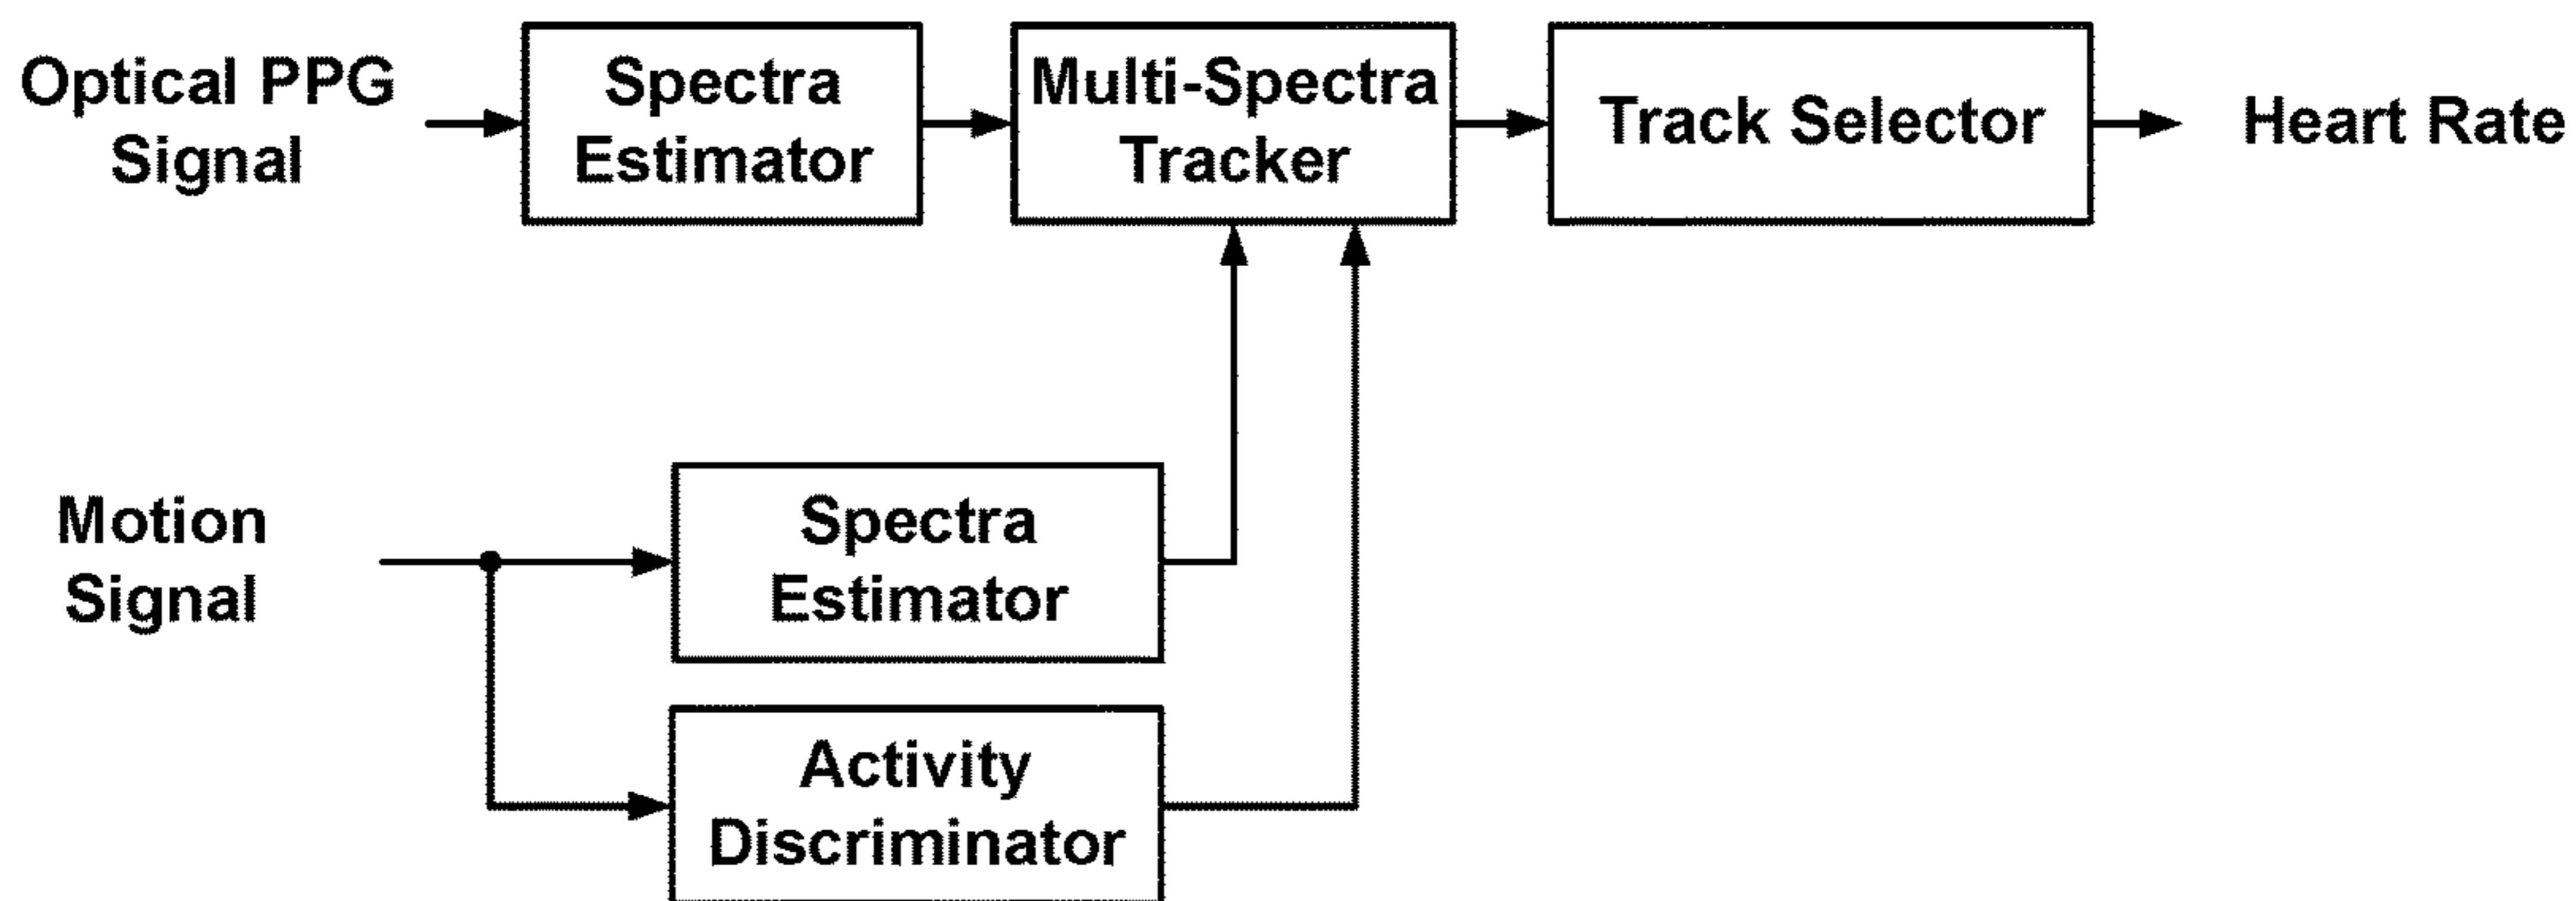 Optical PPG
Signal
Spectra
Estimator
Multi-Spectra
Tracker
Track Selector
Heart Rate
Motion
Signal
Spectra
Estimator
Activity
Discriminator